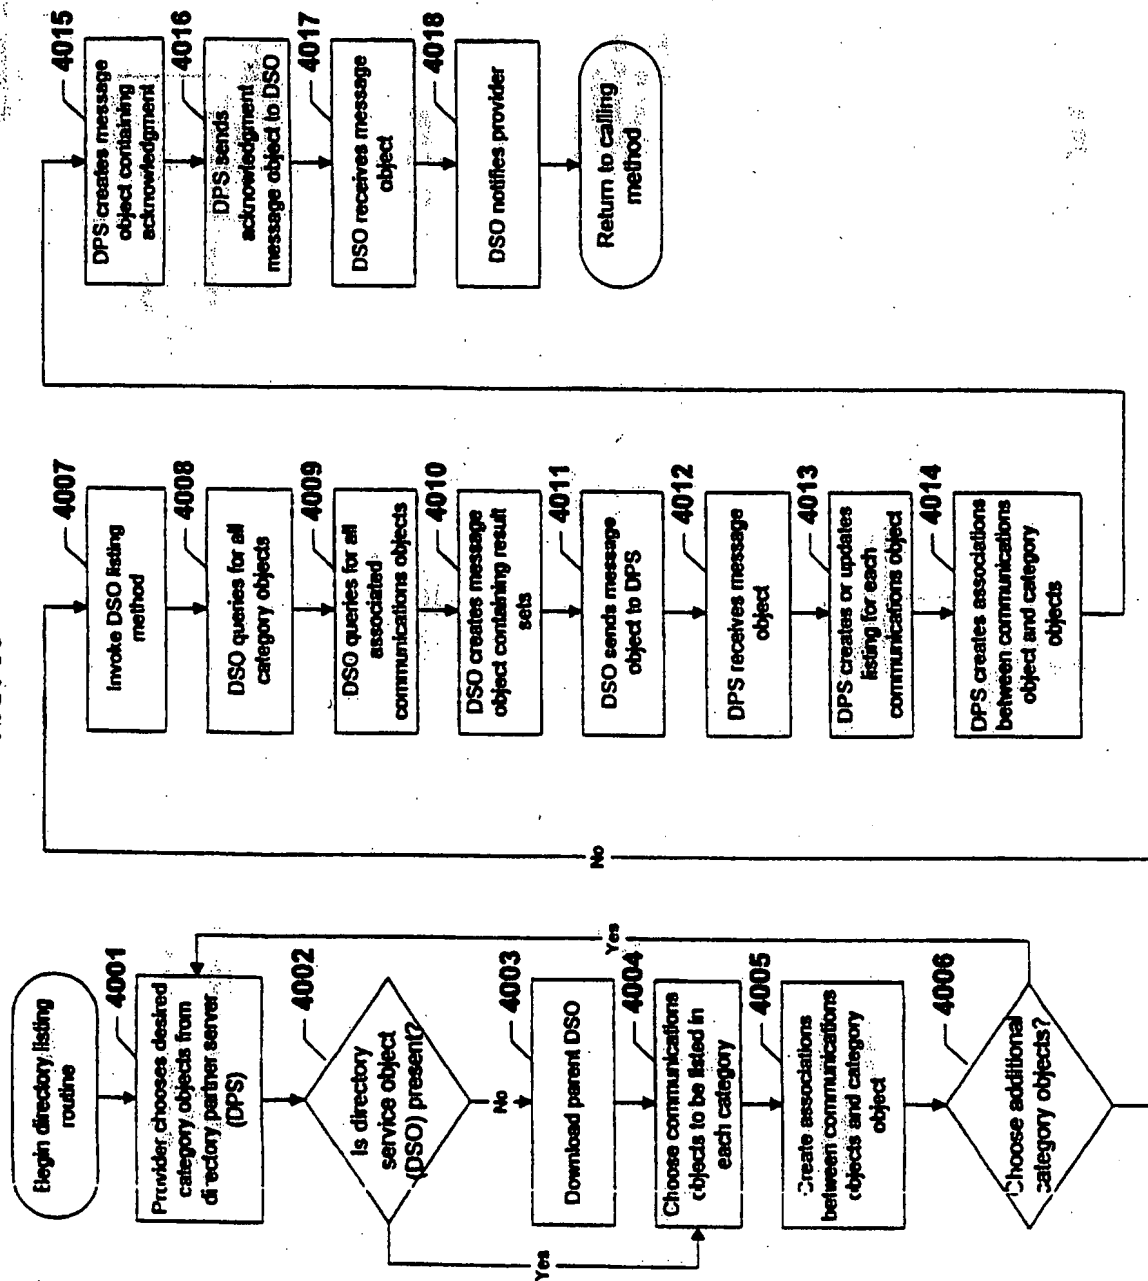 Begin directory listing
routine
4001
Provider chooses desired
category objects from
directory partner server
(DPS)
4002
Is directory
service object
(DSO) present?
Yes
No
4003
Download parent DSO
4004
Choose communications
objects to be listed in
each category
4005
Create associations
between communications
objects and category
object
4006
Choose additional
category objects?
Yes
No
4007
Invoke DSO listing
method
4008
DSO queries for all
category objects
4009
DSO queries for all
associated
communications objects
4010
DSO creates message
object containing result
sets
4011
DSO sends message
object to DPS
4012
DPS receives message
object
4013
DPS creates or updates
listing for each
communications object
4014
DPS creates associations
between communications
object and category
objects
4015
DPS creates message
object containing
acknowledgment
4016
DPS sends
acknowledgment
message object to DSO
4017
DSO receives message
object
4018
DSO notifies provider
Return to calling
method